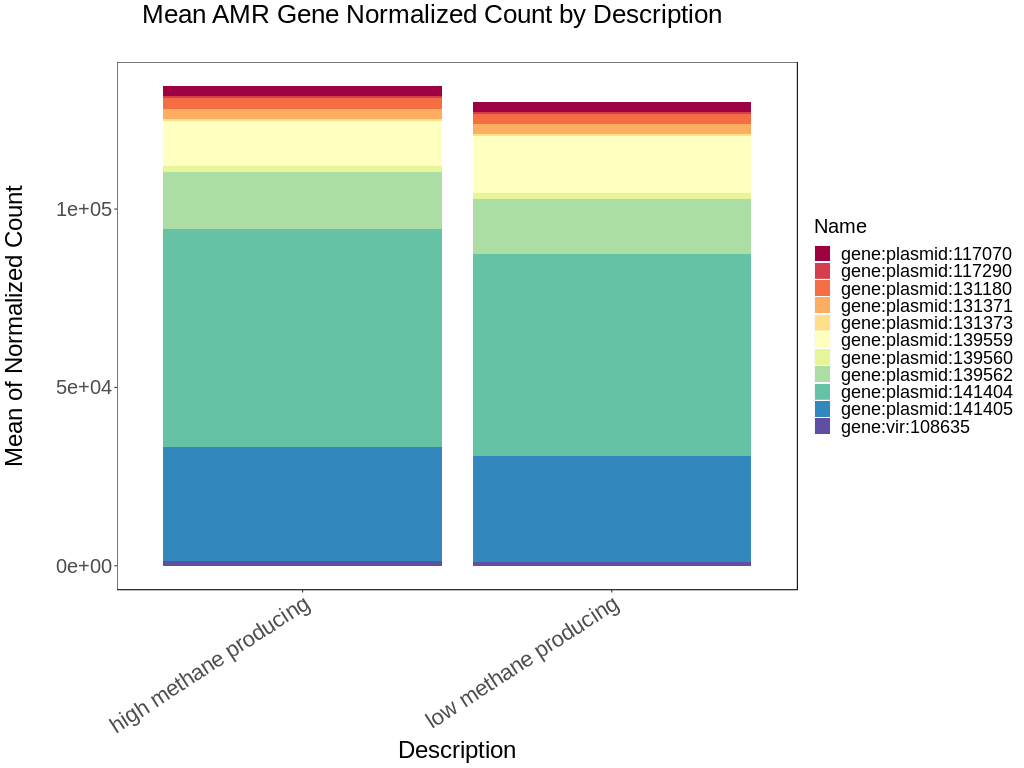 Mean AMR Gene Normalized Count by Description
Mean of Normalized Count
1e+05
5e+04
0e+00
high methane producing
low methane producing
Description
Name
gene:plasmid:117070
gene:plasmid:117290
gene:plasmid:131180
gene:plasmid:131371
gene:plasmid:131373
gene:plasmid:139559
gene:plasmid:139560
gene:plasmid:139562
gene:plasmid:141404
gene:plasmid:141405
gene:vir:108635